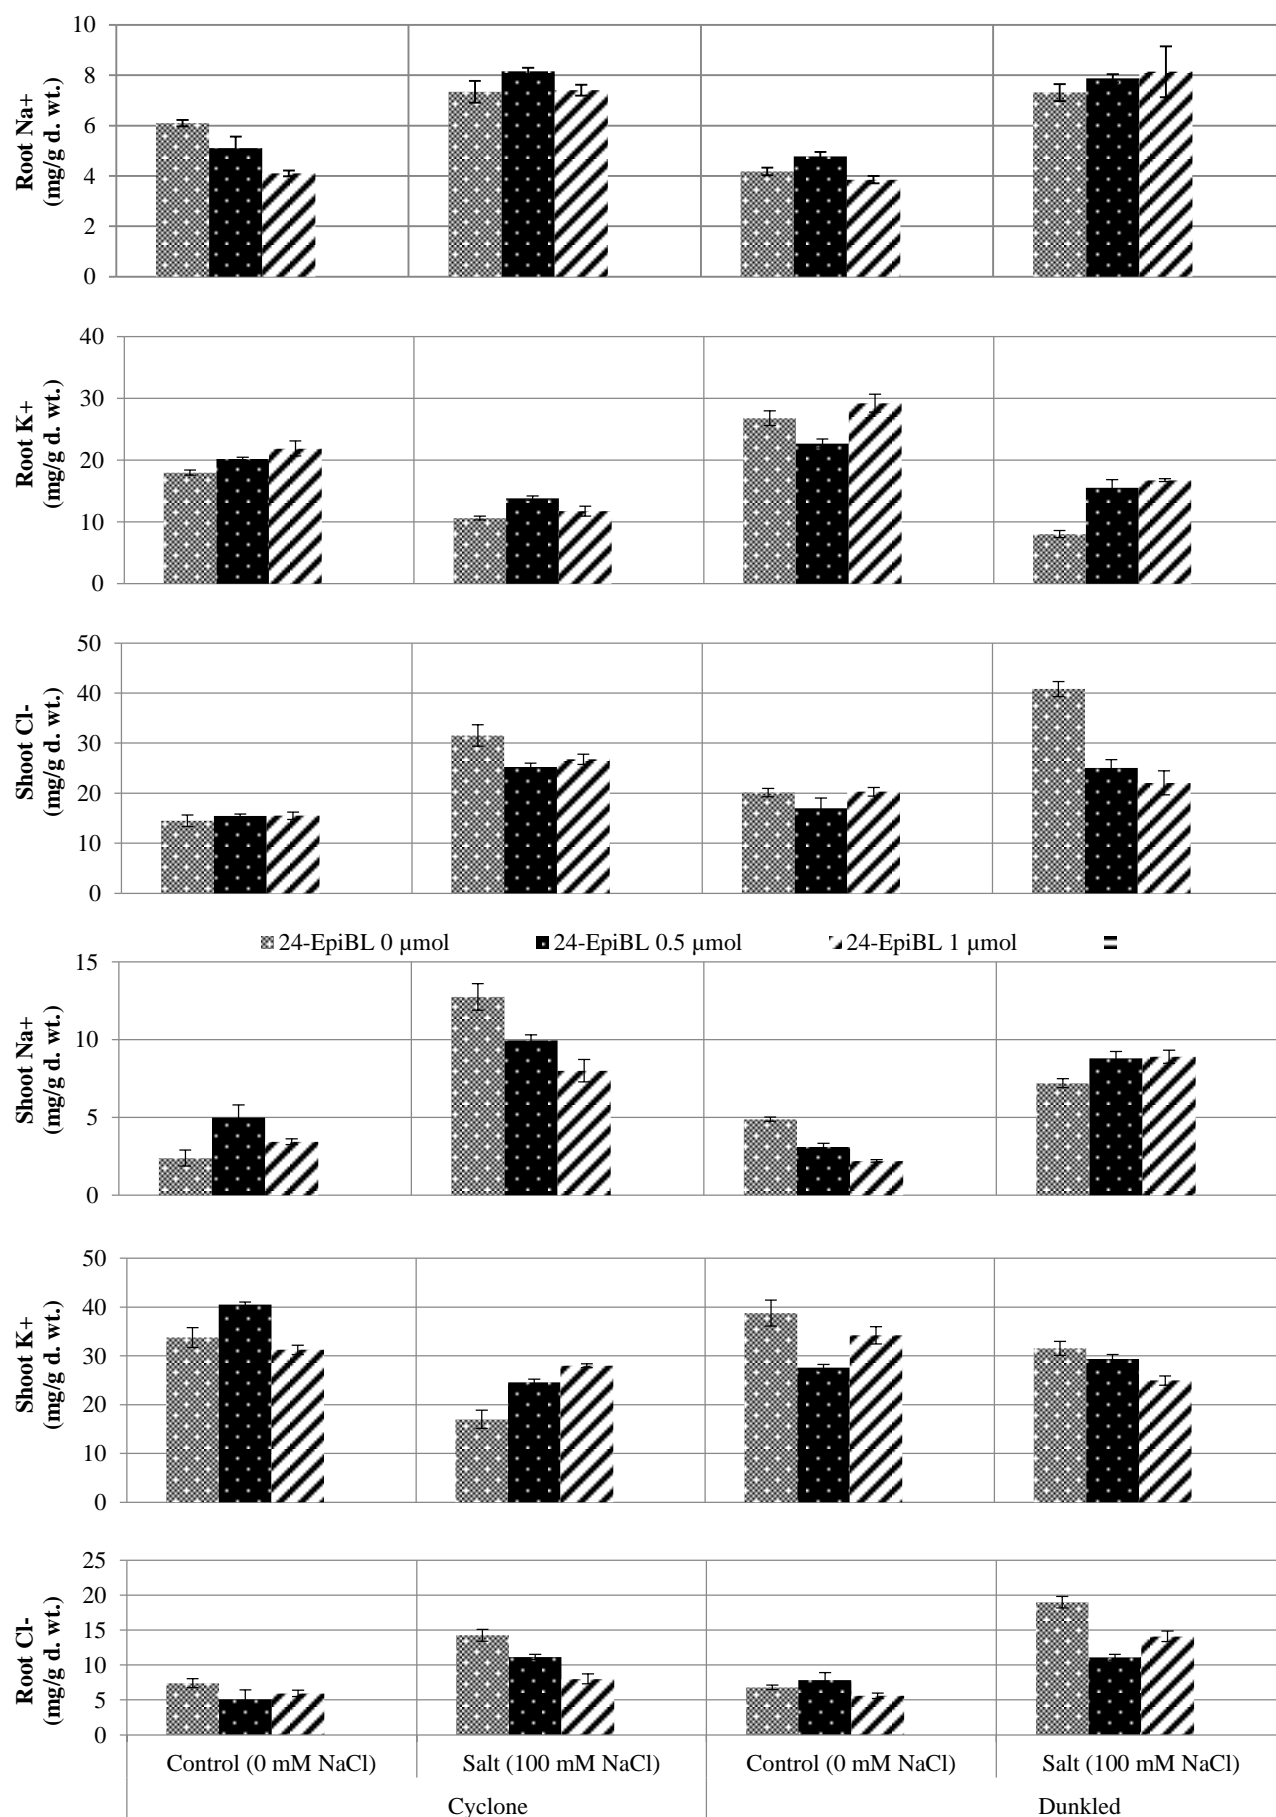 Root Na+
(mg/g d. wt.)
10
8
6
4
2
0
Root K+
(mg/g d. wt.)
40
30
20
10
0
Shoot Cl-
(mg/g d. wt.)
50
40
30
20
10
0
24-EpiBL 0 µmol 24-EpiBL 0.5 µmol 24-EpiBL 1 µmol
Shoot Na+
(mg/g d. wt.)
15
10
5
0
Shoot K+
(mg/g d. wt.)
50
40
30
20
10
0
Root Cl-
(mg/g d. wt.)
25
20
15
10
5
0
Control (0 mM NaCl) Salt (100 mM NaCl) Control (0 mM NaCl) Salt (100 mM NaCl)
Cyclone Dunkled